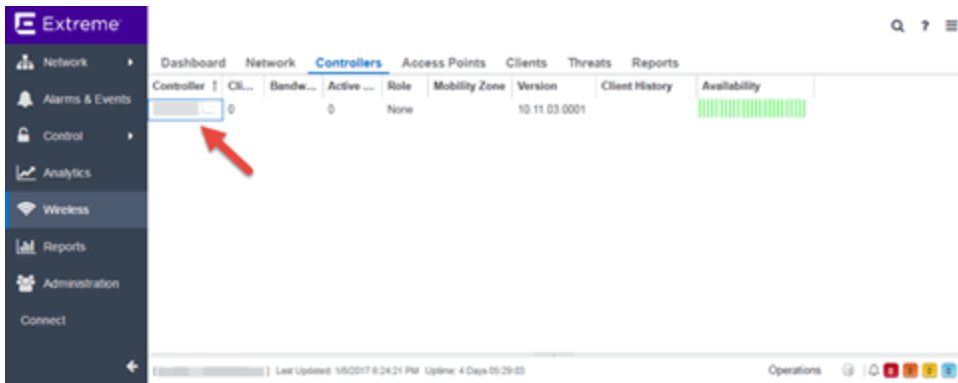 Extreme
Network
Alarms & Events
Control
Analytics
Wireless
Reports
Administration
Connect
Dashboard Network Controllers Access Points Clients Threats Reports
Controller ↑ Cli... Bandw... Active ... Role Mobility Zone Version Client History Availability
... 0 0 None 10.11.03.0001
[ ] Last Updated: 1/8/2017 6:24:21 PM Uptime: 4 Days 05:29:03 Operations